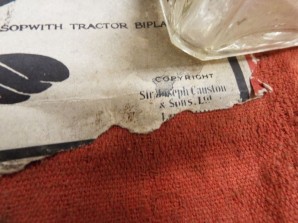 SOPWITH TRACTOR BIPLA
COPYRIGHT
Sir Joseph Causton
& Sons, Ltd